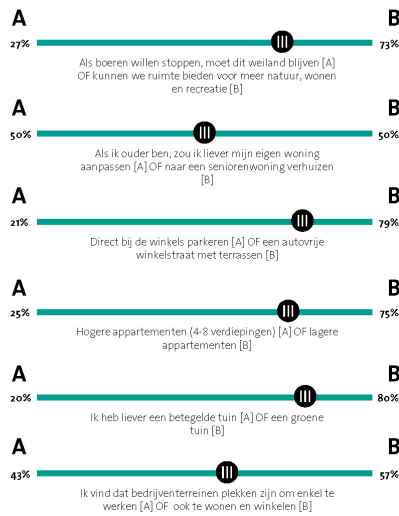 A B
27% 73%
Als boeren willen stoppen, moet dit weiland blijven [A]
OF kunnen we ruimte bieden voor meer natuur, wonen
en recreatie [B]
A B
50% 50%
Als ik ouder ben, zou ik liever mijn eigen woning
aanpassen [A] OF naar een seniorenwoning verhuizen
[B]
A B
21% 79%
Direct bij de winkels parkeren [A] OF een autovrije
winkelstraat met terrassen [B]
A B
25% 75%
Hogere appartementen (4-8 verdiepingen) [A] OF lagere
appartementen [B]
A B
20% 80%
Ik heb liever een betegelde tuin [A] OF een groene
tuin [B]
A B
43% 57%
Ik vind dat bedrijventerreinen plekken zijn om enkel te
werken [A] OF ook te wonen en winkelen [B]